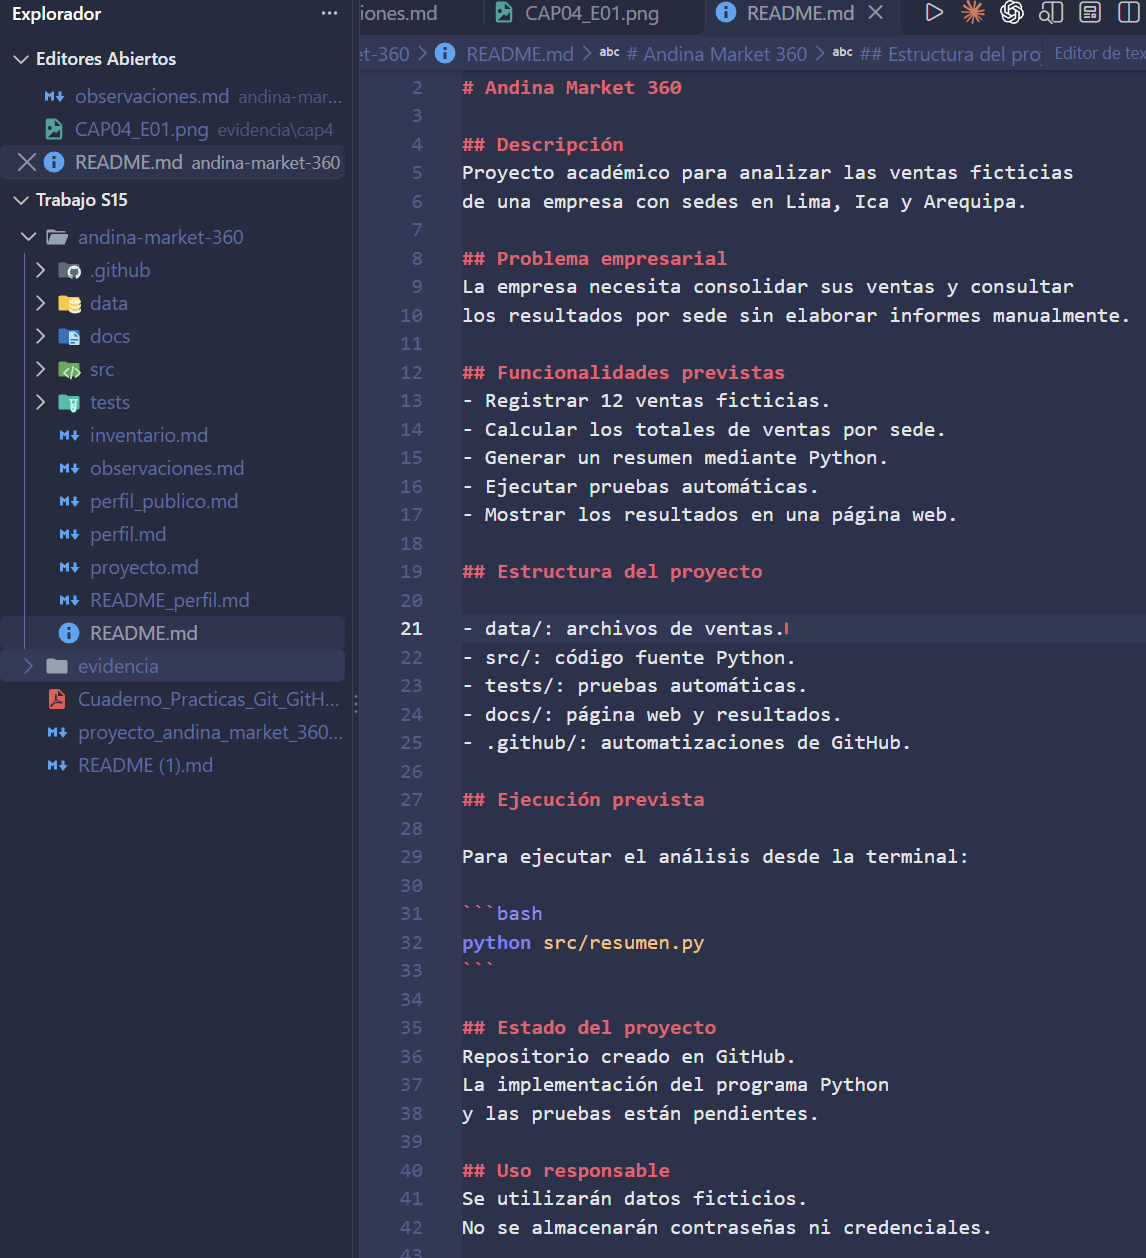 Explorador
···
Editores Abiertos
observaciones.md andina-mar...
CAP04_E01.png evidencia\cap4
README.md andina-market-360
Trabajo S15
andina-market-360
.github
data
docs
src
tests
inventario.md
observaciones.md
perfil_publico.md
perfil.md
proyecto.md
README_perfil.md
README.md
evidencia
Cuaderno_Practicas_Git_GitH...
proyecto_andina_market_360...
README (1).md
iones.md
CAP04_E01.png
README.md
et-360 > README.md > abc # Andina Market 360 > abc ## Estructura del pro
Editor de tex
2 # Andina Market 360
3
4 ## Descripción
5 Proyecto académico para analizar las ventas ficticias
6 de una empresa con sedes en Lima, Ica y Arequipa.
7
8 ## Problema empresarial
9 La empresa necesita consolidar sus ventas y consultar
10 los resultados por sede sin elaborar informes manualmente.
11
12 ## Funcionalidades previstas
13 - Registrar 12 ventas ficticias.
14 - Calcular los totales de ventas por sede.
15 - Generar un resumen mediante Python.
16 - Ejecutar pruebas automáticas.
17 - Mostrar los resultados en una página web.
18
19 ## Estructura del proyecto
20
21 - data/: archivos de ventas.
22 - src/: código fuente Python.
23 - tests/: pruebas automáticas.
24 - docs/: página web y resultados.
25 - .github/: automatizaciones de GitHub.
26
27 ## Ejecución prevista
28
29 Para ejecutar el análisis desde la terminal:
30
31 ```bash
32 python src/resumen.py
33 ```
34
35 ## Estado del proyecto
36 Repositorio creado en GitHub.
37 La implementación del programa Python
38 y las pruebas están pendientes.
39
40 ## Uso responsable
41 Se utilizarán datos ficticios.
42 No se almacenarán contraseñas ni credenciales.
43